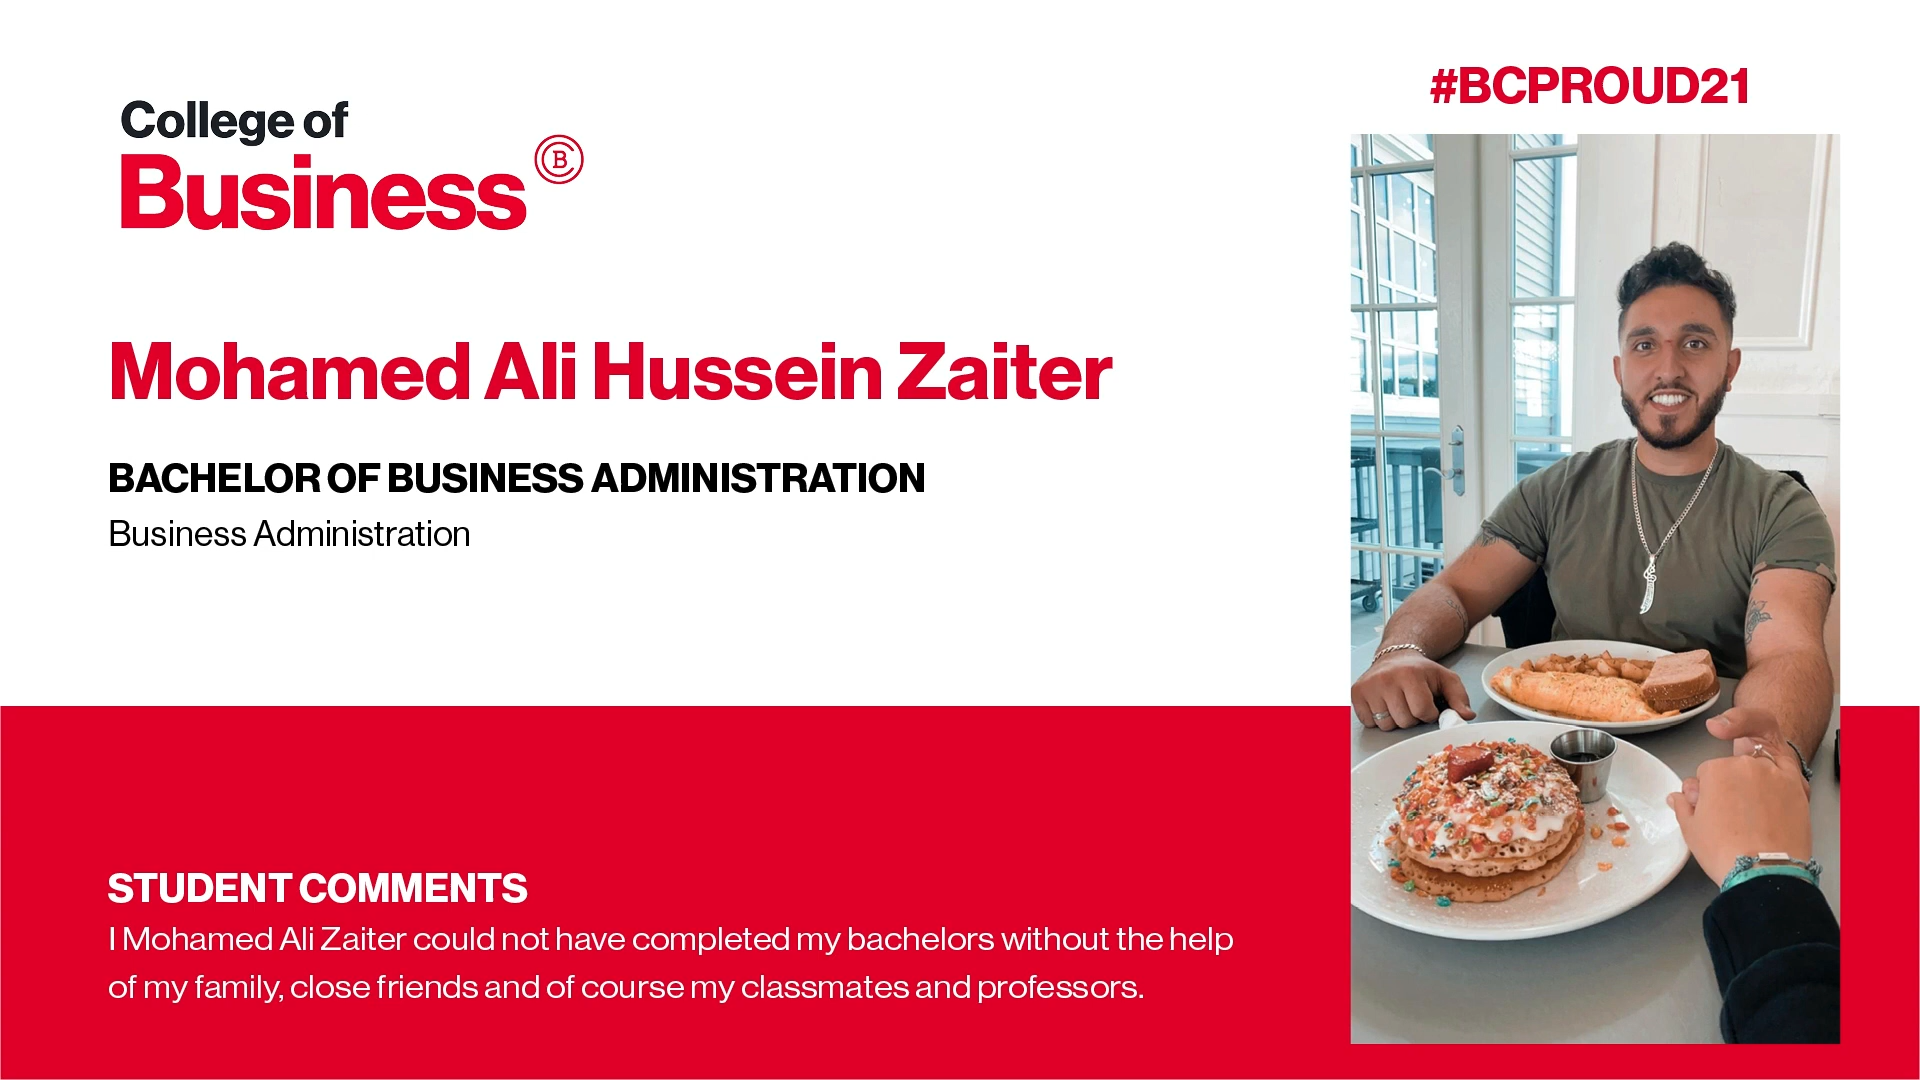 College of
Business
B
#BCPROUD21
Mohamed Ali Hussein Zaiter
BACHELOR OF BUSINESS ADMINISTRATION
Business Administration
STUDENT COMMENTS
I Mohamed Ali Zaiter could not have completed my bachelors without the help
of my family, close friends and of course my classmates and professors.